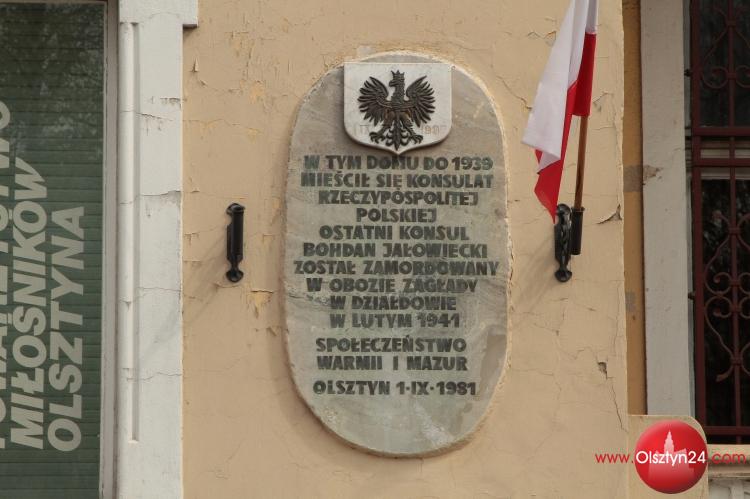 MIŁOŚNIKÓW
OLSZTYNA
W TYM DOMU DO 1939
MIEŚCIŁ SIĘ KONSULAT
RZECZYPOSPOLITEJ
POLSKIEJ
OSTATNI KONSUL
BOHDAN JAŁOWIECKI
ZOSTAŁ ZAMORDOWANY
W OBOZIE ZAGŁADY
W DZIAŁDOWIE
W LUTYM 1941
SPOŁECZEŃSTWO
WARMII I MAZUR
OLSZTYN 1·IX·1981
www.Olsztyn24.com